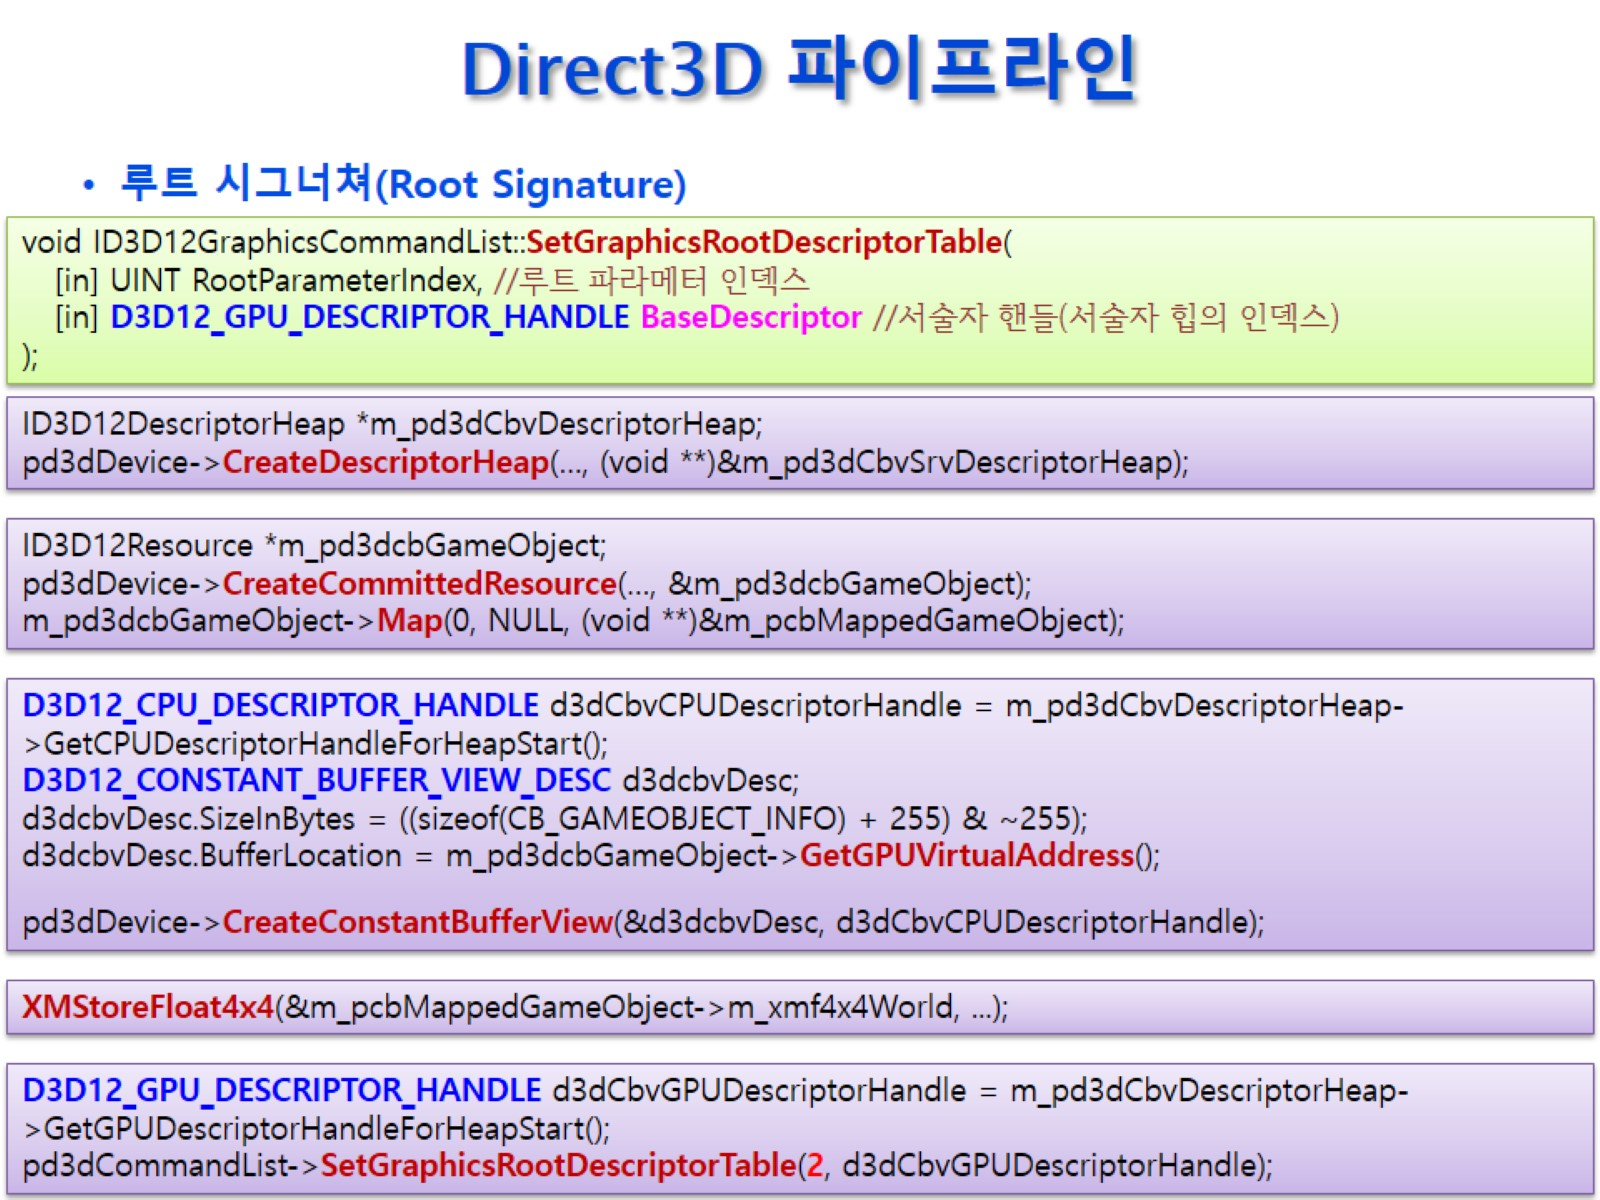 Direct3D 파이프라인
• 루트 시그너쳐(Root Signature)
void ID3D12GraphicsCommandList::SetGraphicsRootDescriptorTable(
[in] UINT RootParameterIndex, //루트 파라메터 인덱스
[in] D3D12_GPU_DESCRIPTOR_HANDLE BaseDescriptor //서술자 핸들(서술자 힙의 인덱스)
);
ID3D12DescriptorHeap *m_pd3dCbvDescriptorHeap;
pd3dDevice->CreateDescriptorHeap(…, (void **)&m_pd3dCbvSrvDescriptorHeap);
ID3D12Resource *m_pd3dcbGameObject;
pd3dDevice->CreateCommittedResource(…, &m_pd3dcbGameObject);
m_pd3dcbGameObject->Map(0, NULL, (void **)&m_pcbMappedGameObject);
D3D12_CPU_DESCRIPTOR_HANDLE d3dCbvCPUDescriptorHandle = m_pd3dCbvDescriptorHeap-
>GetCPUDescriptorHandleForHeapStart();
D3D12_CONSTANT_BUFFER_VIEW_DESC d3dcbvDesc;
d3dcbvDesc.SizeInBytes = ((sizeof(CB_GAMEOBJECT_INFO) + 255) & ~255);
d3dcbvDesc.BufferLocation = m_pd3dcbGameObject->GetGPUVirtualAddress();
pd3dDevice->CreateConstantBufferView(&d3dcbvDesc, d3dCbvCPUDescriptorHandle);
XMStoreFloat4x4(&m_pcbMappedGameObject->m_xmf4x4World, …);
D3D12_GPU_DESCRIPTOR_HANDLE d3dCbvGPUDescriptorHandle = m_pd3dCbvDescriptorHeap-
>GetGPUDescriptorHandleForHeapStart();
pd3dCommandList->SetGraphicsRootDescriptorTable(2, d3dCbvGPUDescriptorHandle);